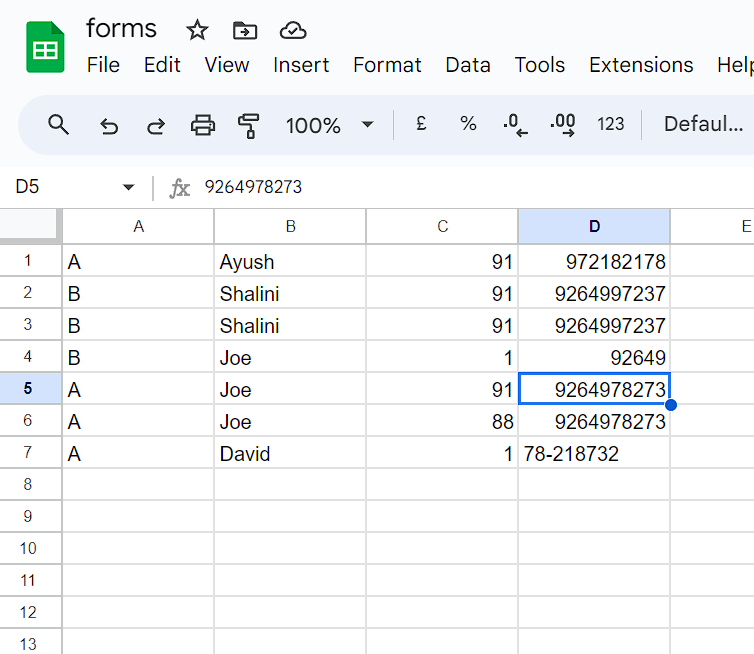 forms
File Edit View Insert Format Data Tools Extensions Help
100% £ % .0 .00 123 Defaul...
D5 fx 9264978273
A B C D E
1 A Ayush 91 972182178
2 B Shalini 91 9264997237
3 B Shalini 91 9264997237
4 B Joe 1 92649
5 A Joe 91 9264978273
6 A Joe 88 9264978273
7 A David 1 78-218732
8
9
10
11
12
13